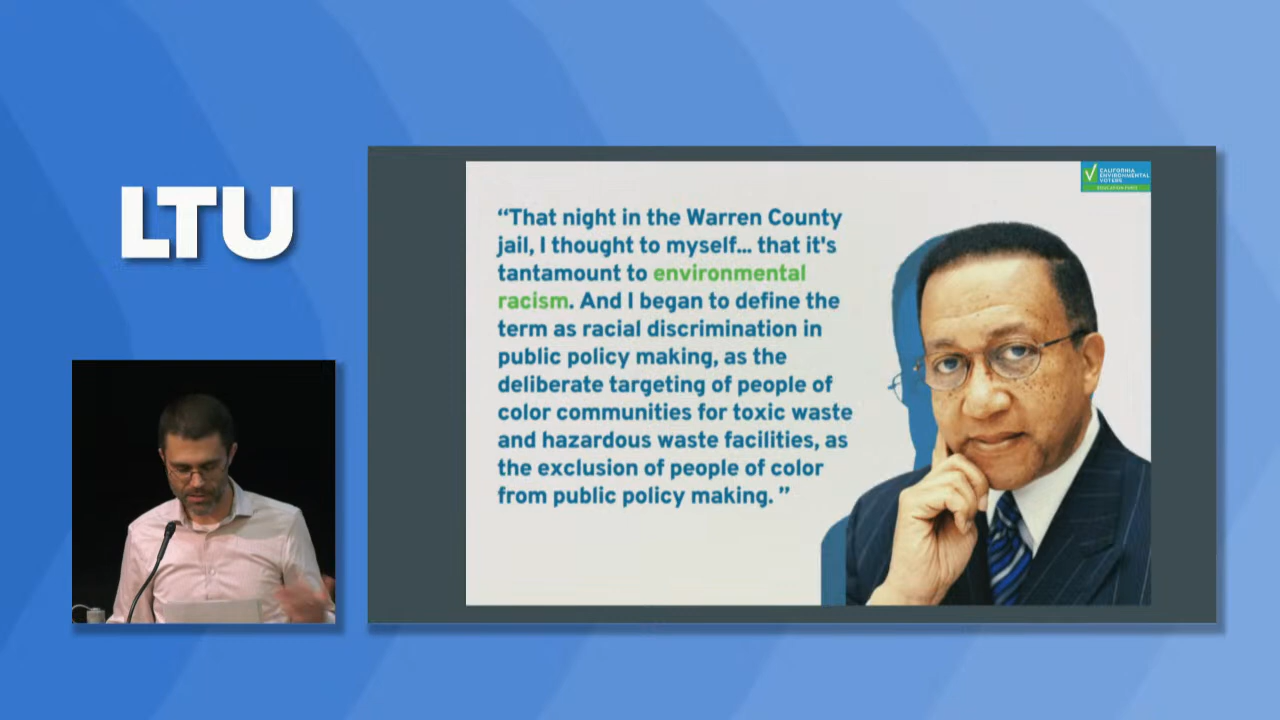 LTU
CALIFORNIA
ENVIRONMENTAL
VOTERS
EDUCATION FUND
“That night in the Warren County
jail, I thought to myself... that it's
tantamount to environmental
racism. And I began to define the
term as racial discrimination in
public policy making, as the
deliberate targeting of people of
color communities for toxic waste
and hazardous waste facilities, as
the exclusion of people of color
from public policy making. ”